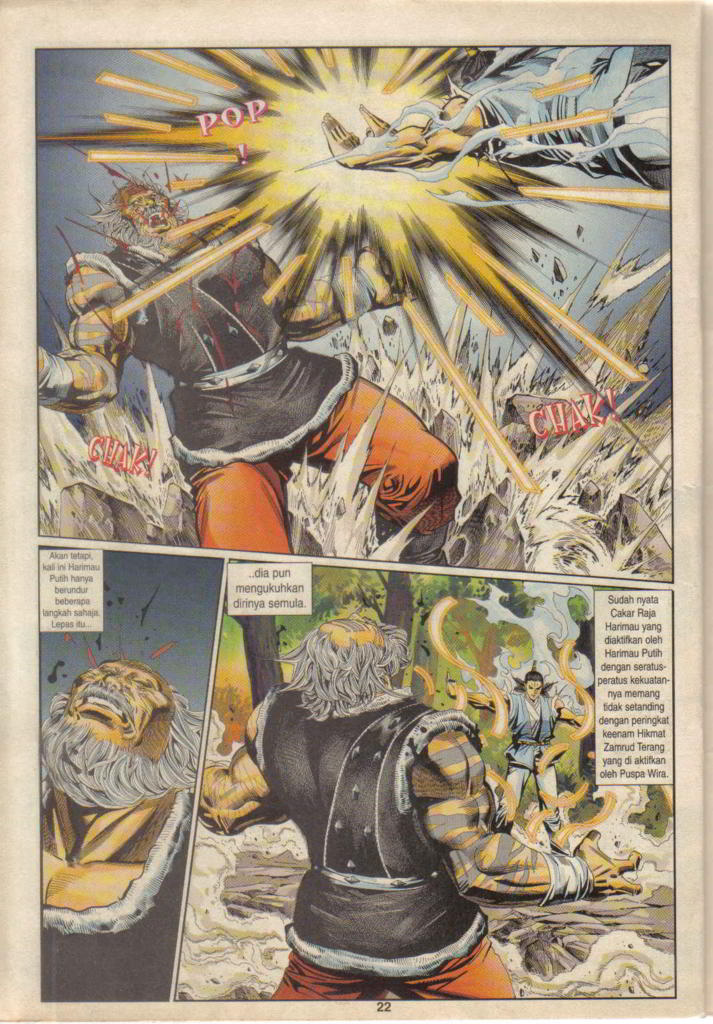 POP
!
CHAK!
CHAK!
Akan tetapi,
kali ini Harimau
Putih hanya
berundur
beberapa
langkah sahaja.
Lepas itu...
..dia pun
mengukuhkan
dirinya semula.
Sudah nyata
Cakar Raja
Harimau yang
diaktifkan oleh
Harimau Putih
dengan seratus-
peratus kekuatan-
nya memang
tidak setanding
dengan peringkat
keenam Hikmat
Zamrud Terang
yang di aktifkan
oleh Puspa Wira.
22